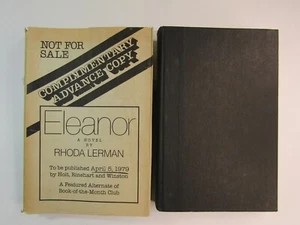 NOT FOR
SALE
COMPLIMENTARY
ADVANCE COPY
Eleanor
A NOVEL
BY
RHODA LERMAN
To be published April 5, 1979
by Holt, Rinehart and Winston
A Featured Alternate of
Book-of-the-Month Club